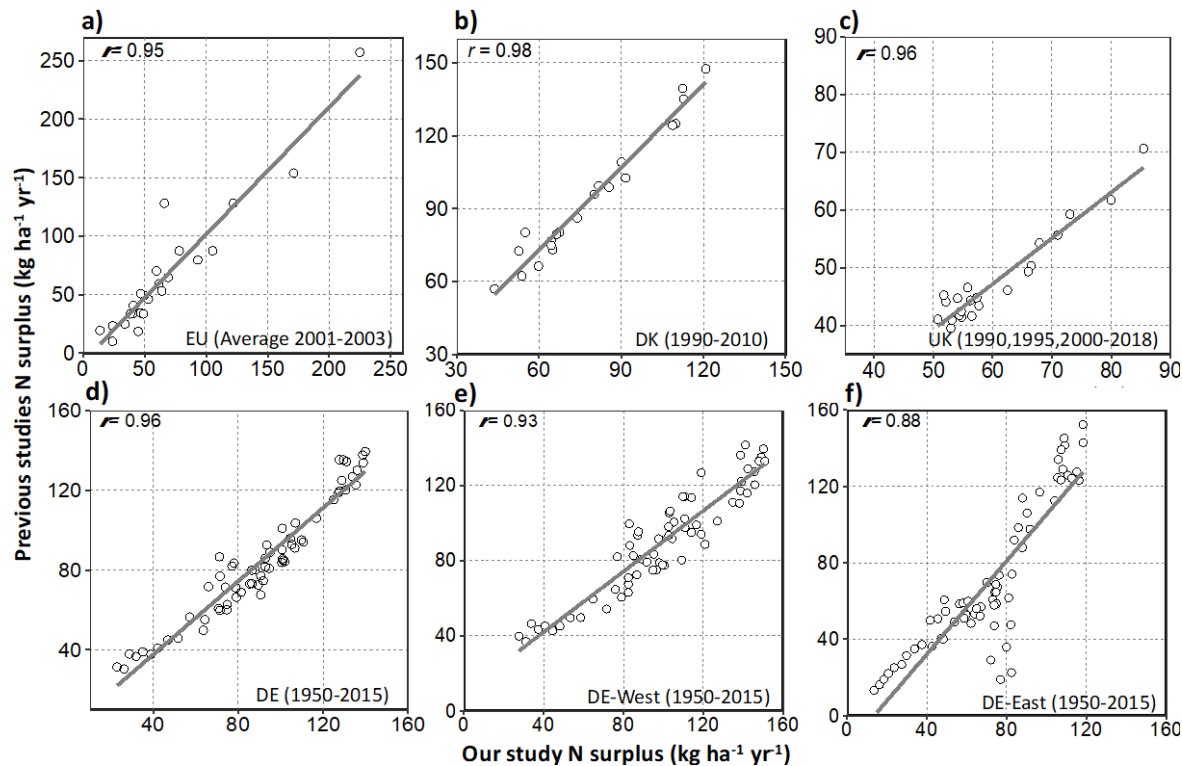 a)
r= 0.95
250
200
150
100
50
0
0 50 100 150 200 250
EU (Average 2001-2003)
b)
r = 0.98
150
120
90
60
30
30 60 90 120 150
DK (1990-2010)
c)
r= 0.96
90
80
70
60
50
40
40 50 60 70 80 90
UK (1990,1995,2000-2018)
Previous studies N surplus (kg ha⁻¹ yr⁻¹)
d)
r= 0.96
160
120
80
40
40 80 120 160
DE (1950-2015)
e)
r= 0.93
160
120
80
40
0
0 40 80 120 160
DE-West (1950-2015)
f)
r= 0.88
160
120
80
40
0
0 40 80 120 160
DE-East (1950-2015)
Our study N surplus (kg ha⁻¹ yr⁻¹)